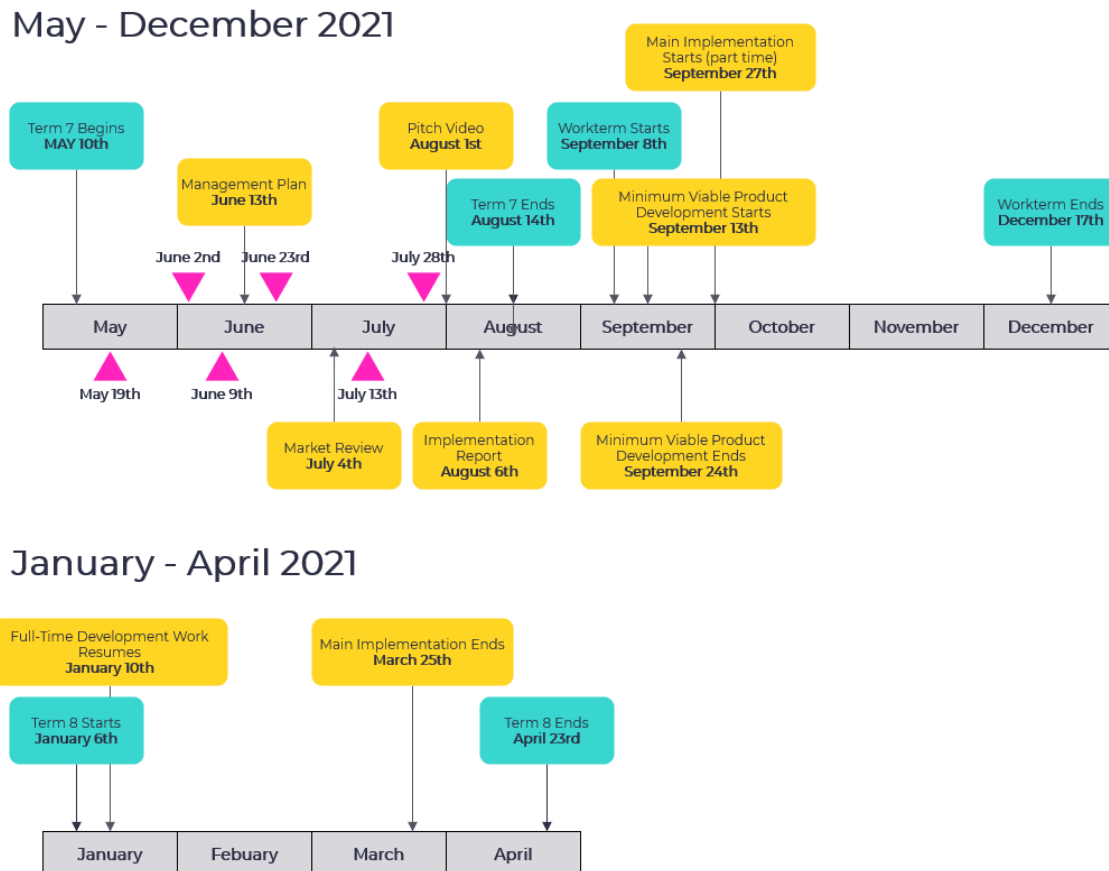 May - December 2021
Main Implementation
Starts (part time)
September 27th
Term 7 Begins
MAY 10th
Pitch Video
August 1st
Workterm Starts
September 8th
Management Plan
June 13th
Term 7 Ends
August 14th
Minimum Viable Product
Development Starts
September 13th
Workterm Ends
December 17th
June 2nd
June 23rd
July 28th
May
June
July
August
September
October
November
December
May 19th
June 9th
July 13th
Market Review
July 4th
Implementation
Report
August 6th
Minimum Viable Product
Development Ends
September 24th
January - April 2021
Full-Time Development Work
Resumes
January 10th
Main Implementation Ends
March 25th
Term 8 Starts
January 6th
Term 8 Ends
April 23rd
January
Febuary
March
April